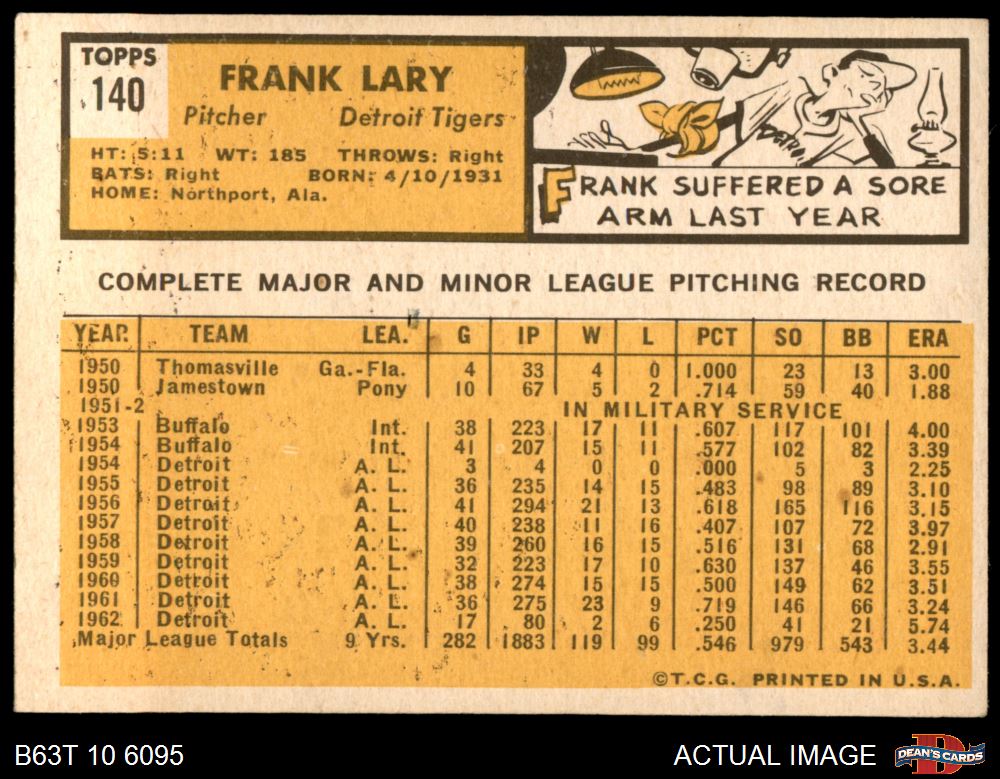 TOPPS
140
FRANK LARY
Pitcher Detroit Tigers
HT: 5:11 WT: 185 THROWS: Right
BATS: Right BORN: 4/10/1931
HOME: Northport, Ala.
DETROI
FRANK SUFFERED A SORE
ARM LAST YEAR
COMPLETE MAJOR AND MINOR LEAGUE PITCHING RECORD
YEAR TEAM LEA. G IP W L PCT SO BB ERA
1950 Thomasville Ga.-Fla. 4 33 4 0 1.000 23 13 3.00
1950 Jamestown Pony 10 67 5 2 .714 59 40 1.88
1951-2 IN MILITARY SERVICE
1953 Buffalo Int. 38 223 17 11 .607 117 101 4.00
1954 Buffalo Int. 41 207 15 11 .577 102 82 3.39
1954 Detroit A. L. 3 4 0 0 .000 5 3 2.25
1955 Detroit A. L. 36 235 14 15 .483 98 89 3.10
1956 Detroit A. L. 41 294 21 13 .618 165 116 3.15
1957 Detroit A. L. 40 238 11 16 .407 107 72 3.97
1958 Detroit A. L. 39 260 16 15 .516 131 68 2.91
1959 Detroit A. L. 32 223 17 10 .630 137 46 3.55
1960 Detroit A. L. 38 274 15 15 .500 149 62 3.51
1961 Detroit A. L. 36 275 23 9 .719 146 66 3.24
1962 Detroit A. L. 17 80 2 6 .250 41 21 5.74
Major League Totals 9 Yrs. 282 1883 119 99 .546 979 543 3.44
©T.C.G. PRINTED IN U.S.A.
B63T 10 6095 ACTUAL IMAGE
DEAN'S CARDS